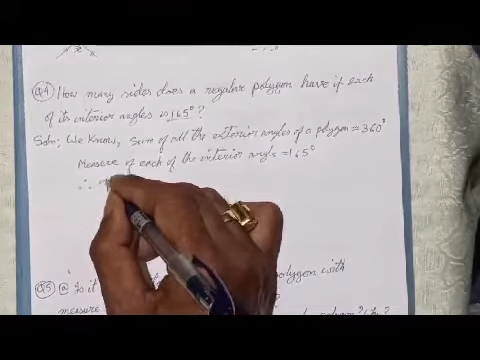 Q4 How many sides does a regular polygon have if each
of its interior angles is 165°?
Soln; We Know, Sum of all the exterior angles of a polygon = 360°
Measure of each of the interior angle = 165°
∴
Q5 @ Is it polygon with
measure